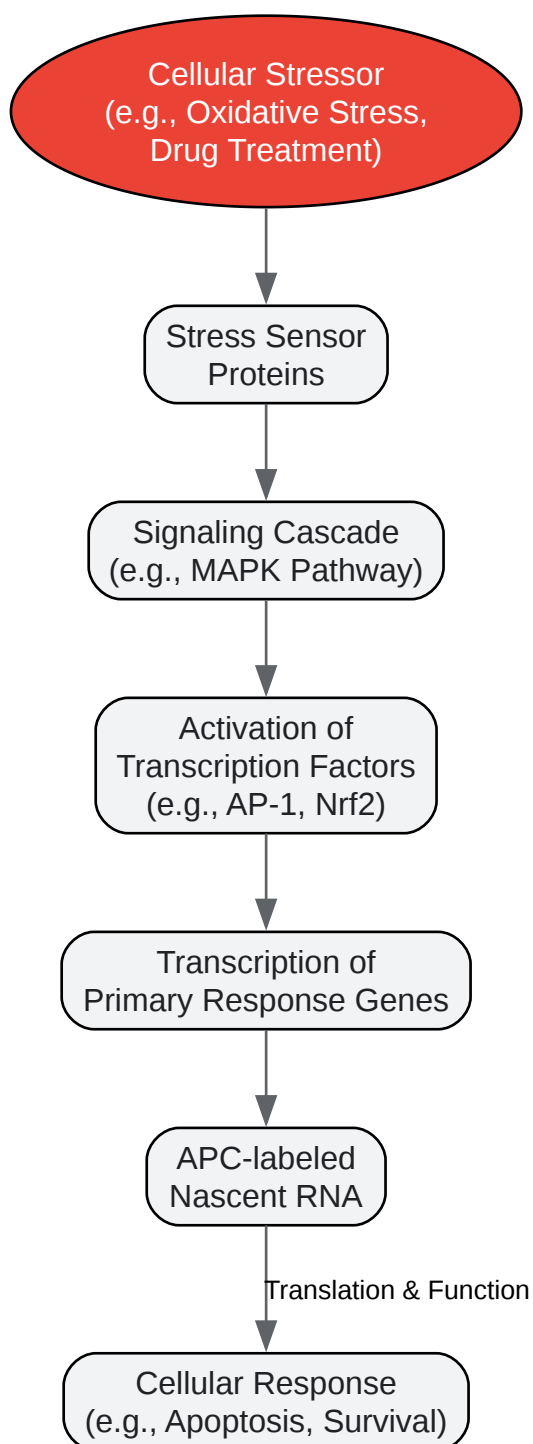 Cellular Stressor
(e.g., Oxidative Stress,
Drug Treatment)
Stress Sensor
Proteins
Signaling Cascade
(e.g., MAPK Pathway)
Activation of
Transcription Factors
(e.g., AP-1, Nrf2)
Transcription of
Primary Response Genes
APC-labeled
Nascent RNA
Translation & Function
Cellular Response
(e.g., Apoptosis, Survival)